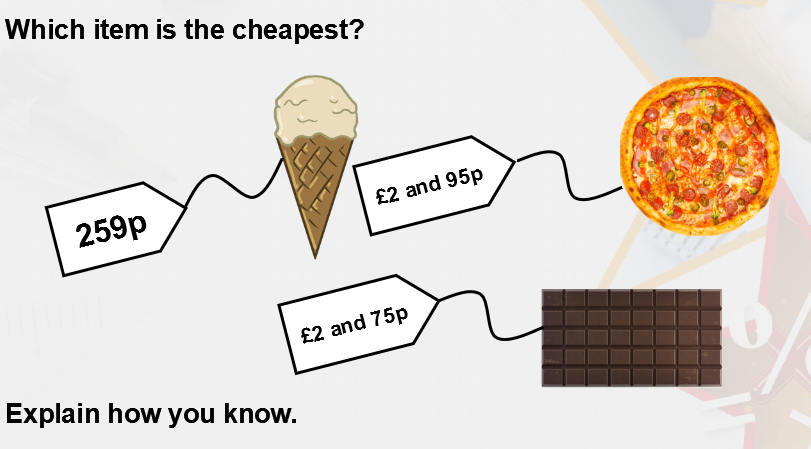 Which item is the cheapest?
259p
£2 and 95p
£2 and 75p
Explain how you know.